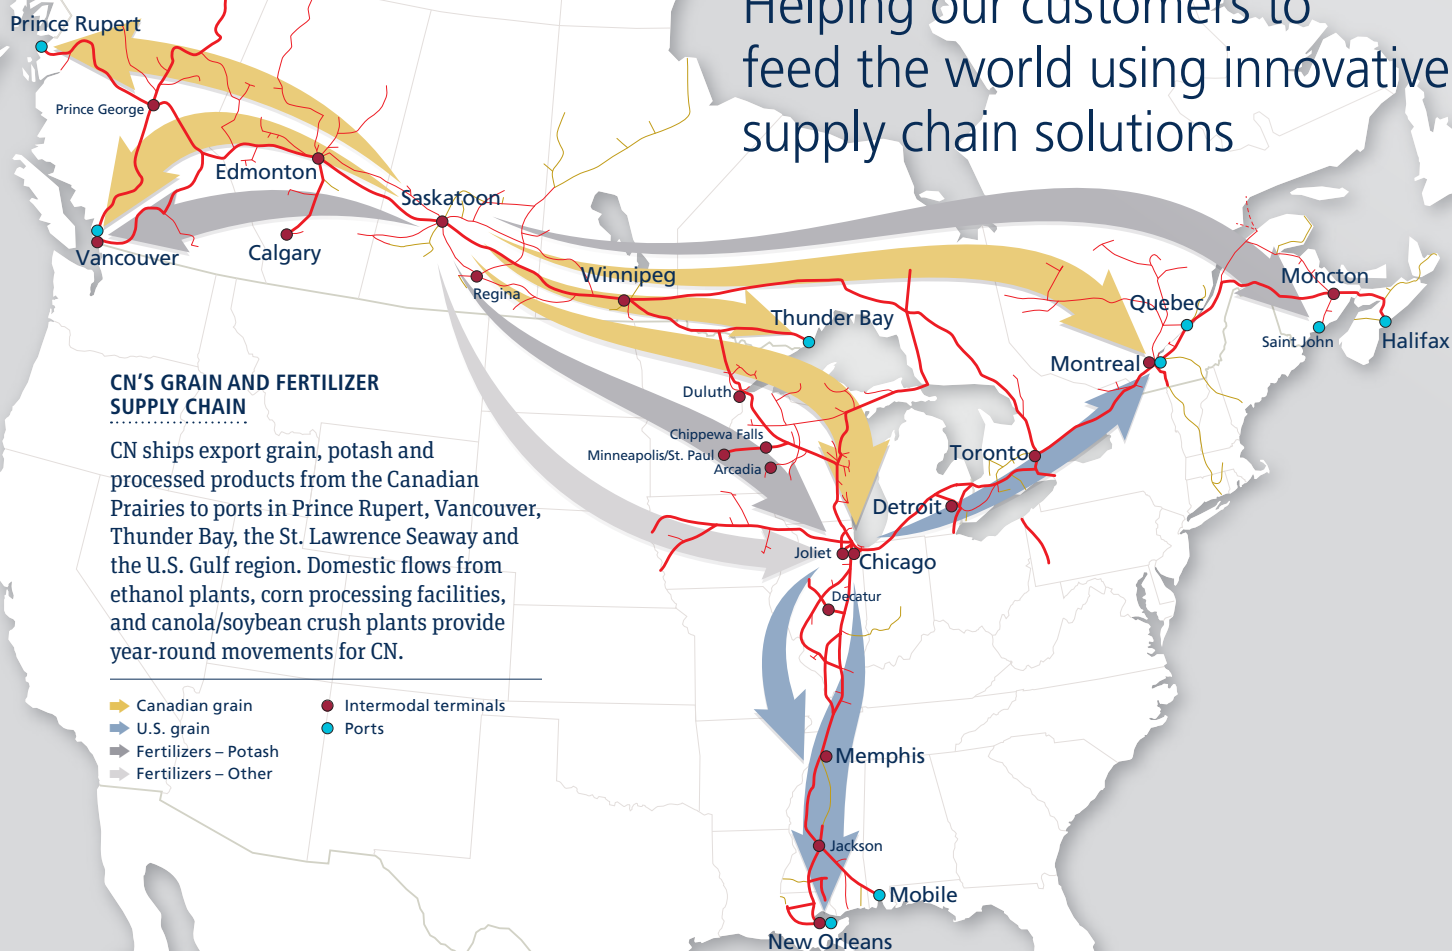 Helping our customers to
feed the world using innovative
supply chain solutions
Prince Rupert
Prince George
Edmonton
Saskatoon
Vancouver
Calgary
Regina
Winnipeg
Thunder Bay
Moncton
Quebec
Saint John
Halifax
Montreal
Duluth
Chippewa Falls
Minneapolis/St. Paul
Arcadia
Toronto
Detroit
Joliet
Chicago
Decatur
Memphis
Jackson
Mobile
New Orleans
CN'S GRAIN AND FERTILIZER
SUPPLY CHAIN
CN ships export grain, potash and
processed products from the Canadian
Prairies to ports in Prince Rupert, Vancouver,
Thunder Bay, the St. Lawrence Seaway and
the U.S. Gulf region. Domestic flows from
ethanol plants, corn processing facilities,
and canola/soybean crush plants provide
year-round movements for CN.
Canadian grain
U.S. grain
Fertilizers – Potash
Fertilizers – Other
Intermodal terminals
Ports